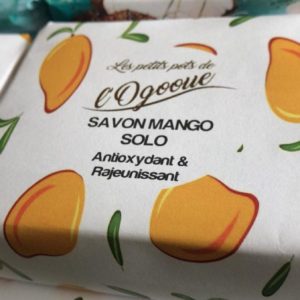 Les petits pots de
l'Ogooue
SAVON MANGO
SOLO
Antioxydant &
Rajeunissant